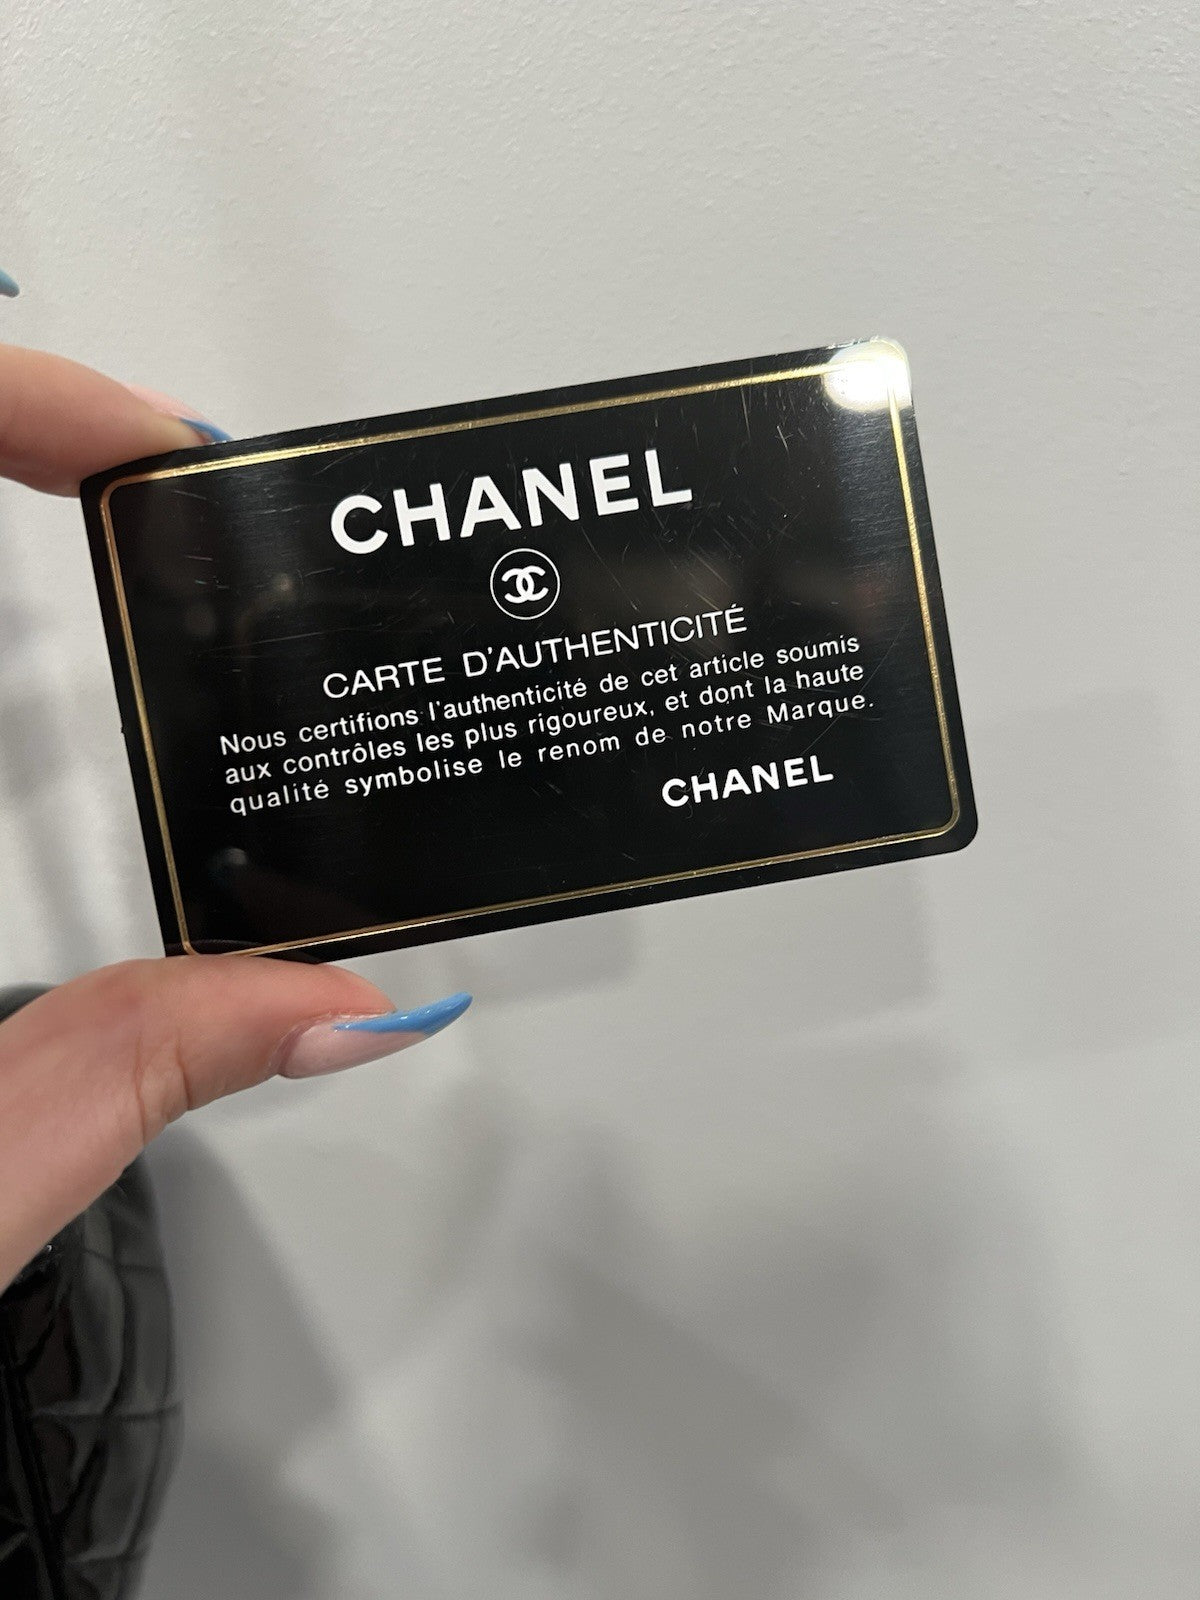 CHANEL
CARTE D'AUTHENTICITÉ
Nous certifions l'authenticité de cet article soumis
aux contrôles les plus rigoureux, et dont la haute
qualité symbolise le renom de notre Marque.
CHANEL